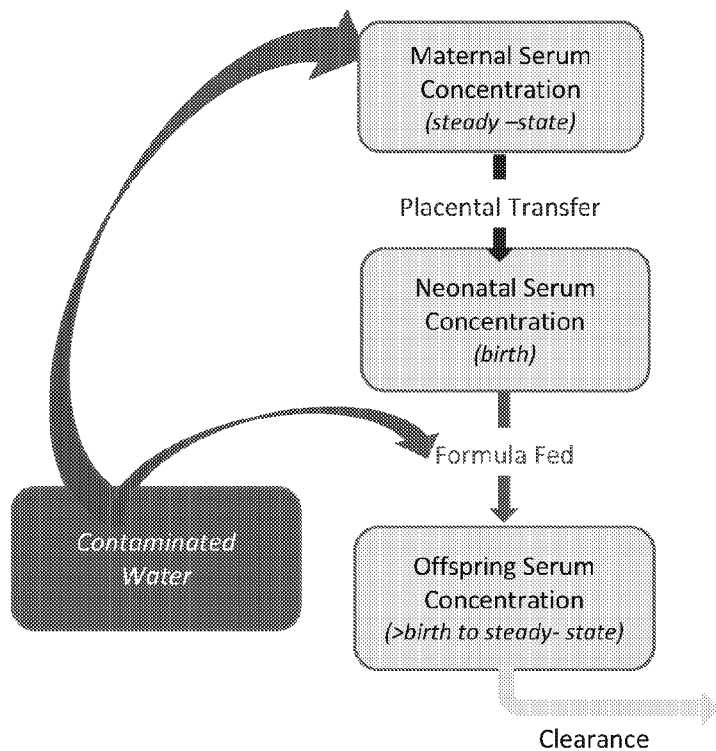 Maternal Serum
Concentration
(steady –state)
Placental Transfer
Neonatal Serum
Concentration
(birth)
Formula Fed
Contaminated
Water
Offspring Serum
Concentration
(>birth to steady- state)
Clearance